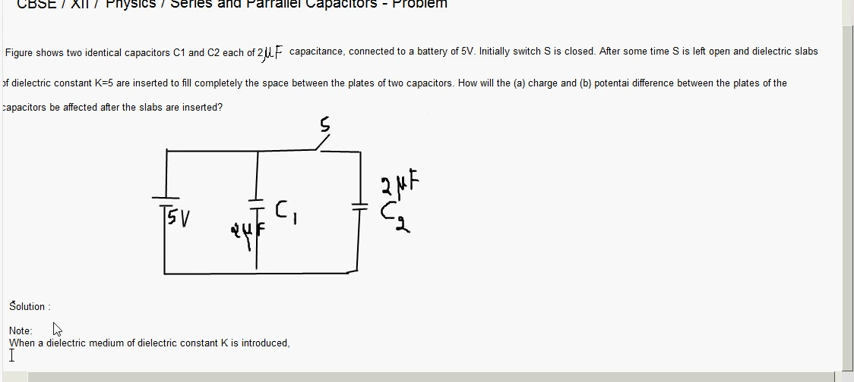 CBSE / XII / Physics / Series and Parrallel Capacitors - Problem
Figure shows two identical capacitors C1 and C2 each of 2μF capacitance, connected to a battery of 5V. Initially switch S is closed. After some time S is left open and dielectric slabs
of dielectric constant K=5 are inserted to fill completely the space between the plates of two capacitors. How will the (a) charge and (b) potentai difference between the plates of the
capacitors be affected after the slabs are inserted?
S
2μF
5V
C1
C2
2μF
Solution :
Note:
When a dielectric medium of dielectric constant K is introduced,